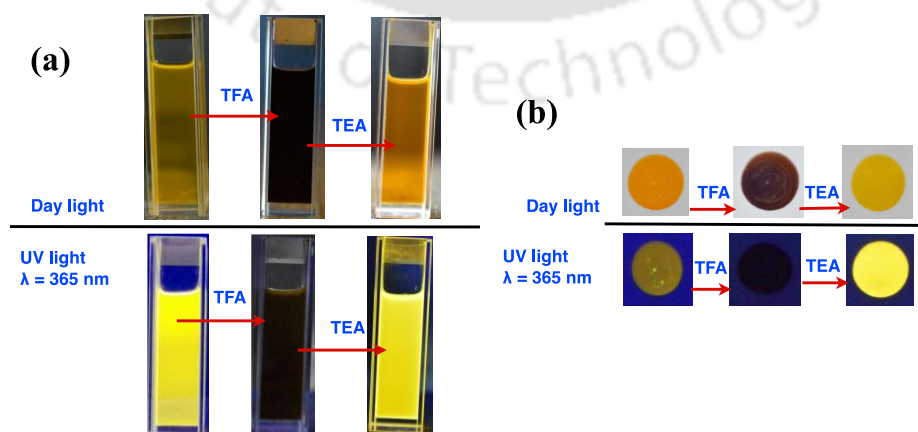 Technology
(a)
TFA
TEA
Day light
UV light
λ = 365 nm
TFA
TEA
(b)
TFA
TEA
Day light
UV light
λ = 365 nm
TFA
TEA